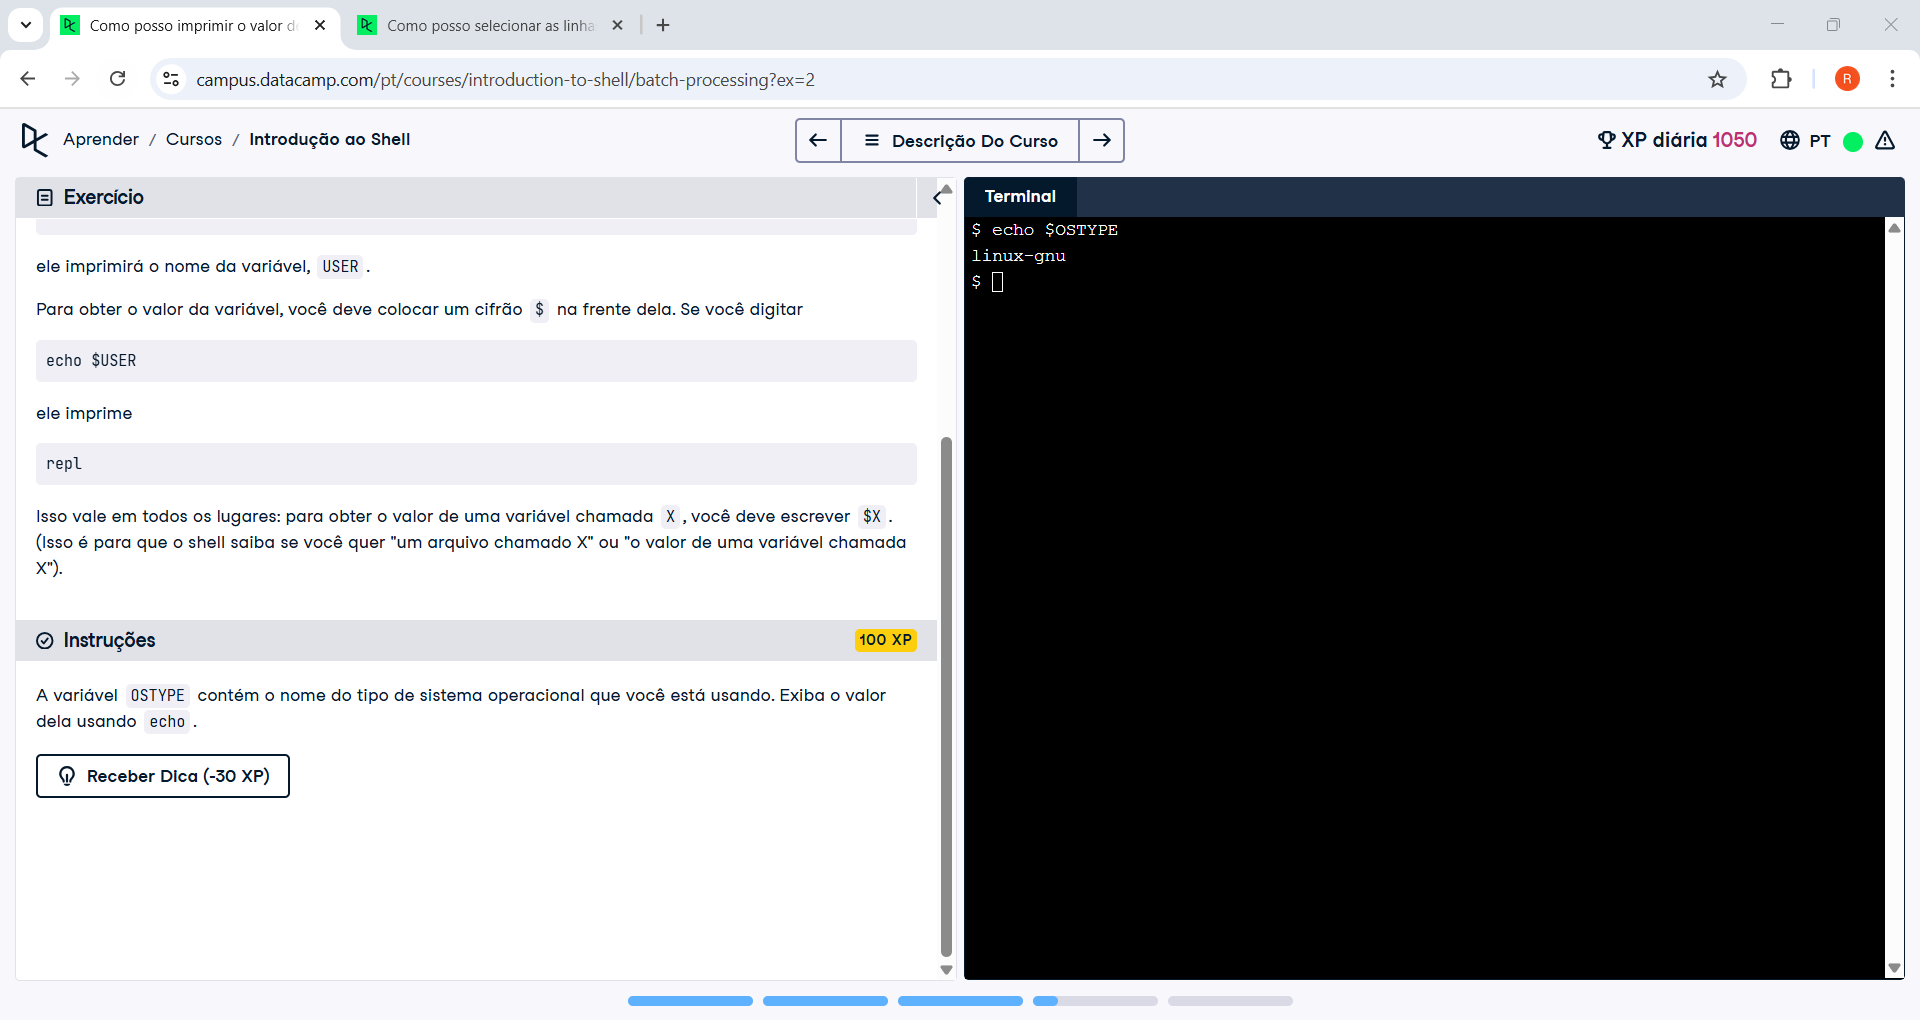 Como posso imprimir o valor d
Como posso selecionar as linha
campus.datacamp.com/pt/courses/introduction-to-shell/batch-processing?ex=2
R
Aprender / Cursos / Introdução ao Shell
Descrição Do Curso
XP diária 1050
PT
Exercício
ele imprimirá o nome da variável, USER .
Para obter o valor da variável, você deve colocar um cifrão $ na frente dela. Se você digitar
echo $USER
ele imprime
repl
Isso vale em todos os lugares: para obter o valor de uma variável chamada X , você deve escrever $X .
(Isso é para que o shell saiba se você quer "um arquivo chamado X" ou "o valor de uma variável chamada
X").
Instruções
100 XP
A variável OSTYPE contém o nome do tipo de sistema operacional que você está usando. Exiba o valor
dela usando echo .
Receber Dica (-30 XP)
Terminal
$ echo $OSTYPE
linux-gnu
$